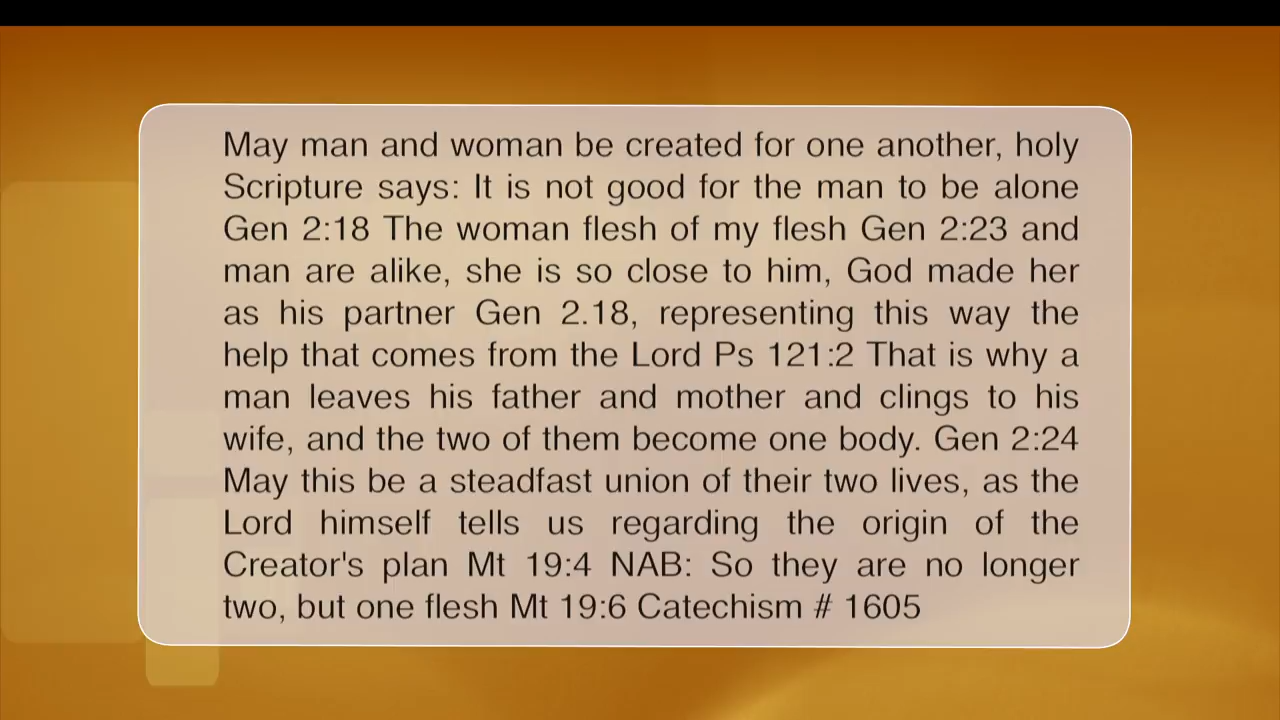 May man and woman be created for one another, holy
Scripture says: It is not good for the man to be alone
Gen 2:18 The woman flesh of my flesh Gen 2:23 and
man are alike, she is so close to him, God made her
as his partner Gen 2.18, representing this way the
help that comes from the Lord Ps 121:2 That is why a
man leaves his father and mother and clings to his
wife, and the two of them become one body. Gen 2:24
May this be a steadfast union of their two lives, as the
Lord himself tells us regarding the origin of the
Creator's plan Mt 19:4 NAB: So they are no longer
two, but one flesh Mt 19:6 Catechism # 1605